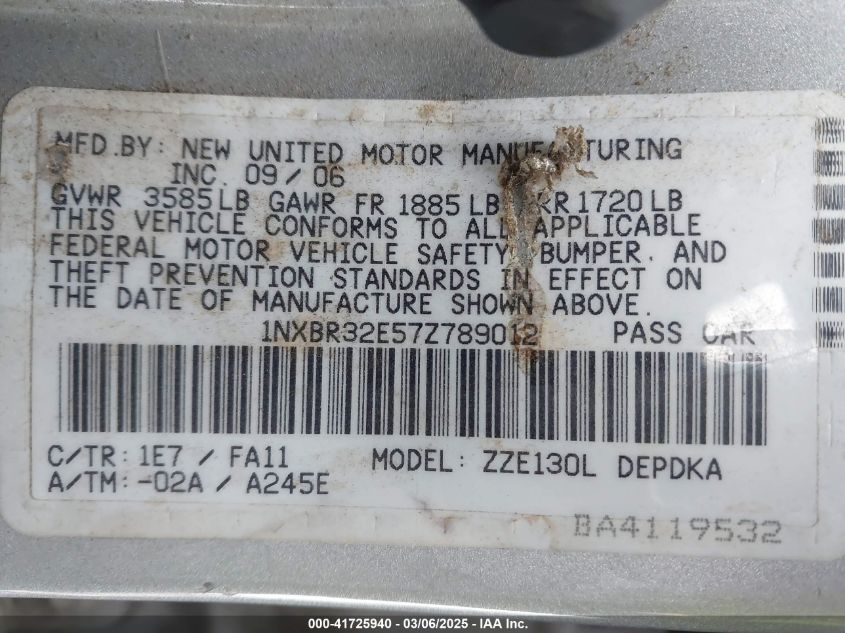 MFD.BY: NEW UNITED MOTOR MANUFACTURING
INC. 09/06
GVWR 3585LB GAWR FR 1885LB RR1720LB
THIS VEHICLE CONFORMS TO ALL APPLICABLE
FEDERAL MOTOR VEHICLE SAFETY, BUMPER, AND
THEFT PREVENTION STANDARDS IN EFFECT ON
THE DATE OF MANUFACTURE SHOWN ABOVE.
1NXBR32E57Z789012 PASS CAR
C/TR: 1E7 / FA11 MODEL: ZZE130L DEPDKA
A/TM: -02A / A245E
BA4119532
000-41725940 - 03/06/2025 - IAA Inc.